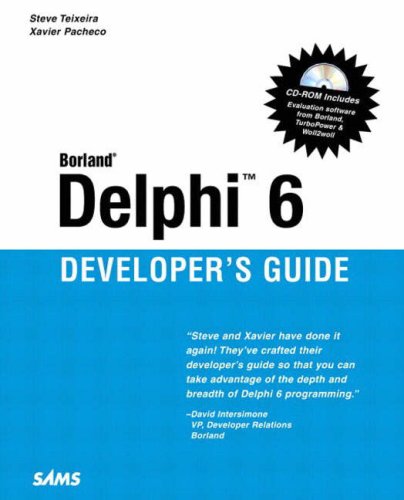 Steve Teixeira
Xavier Pacheco
CD-ROM Includes
Evaluation software
from Borland,
TurboPower &
Woll2woll
Borland®
Delphi™ 6
DEVELOPER'S GUIDE
“Steve and Xavier have done it
again! They've crafted their
developer's guide so that you can
take advantage of the depth and
breadth of Delphi 6 programming.”
–David Intersimone
VP, Developer Relations
Borland
SAMS